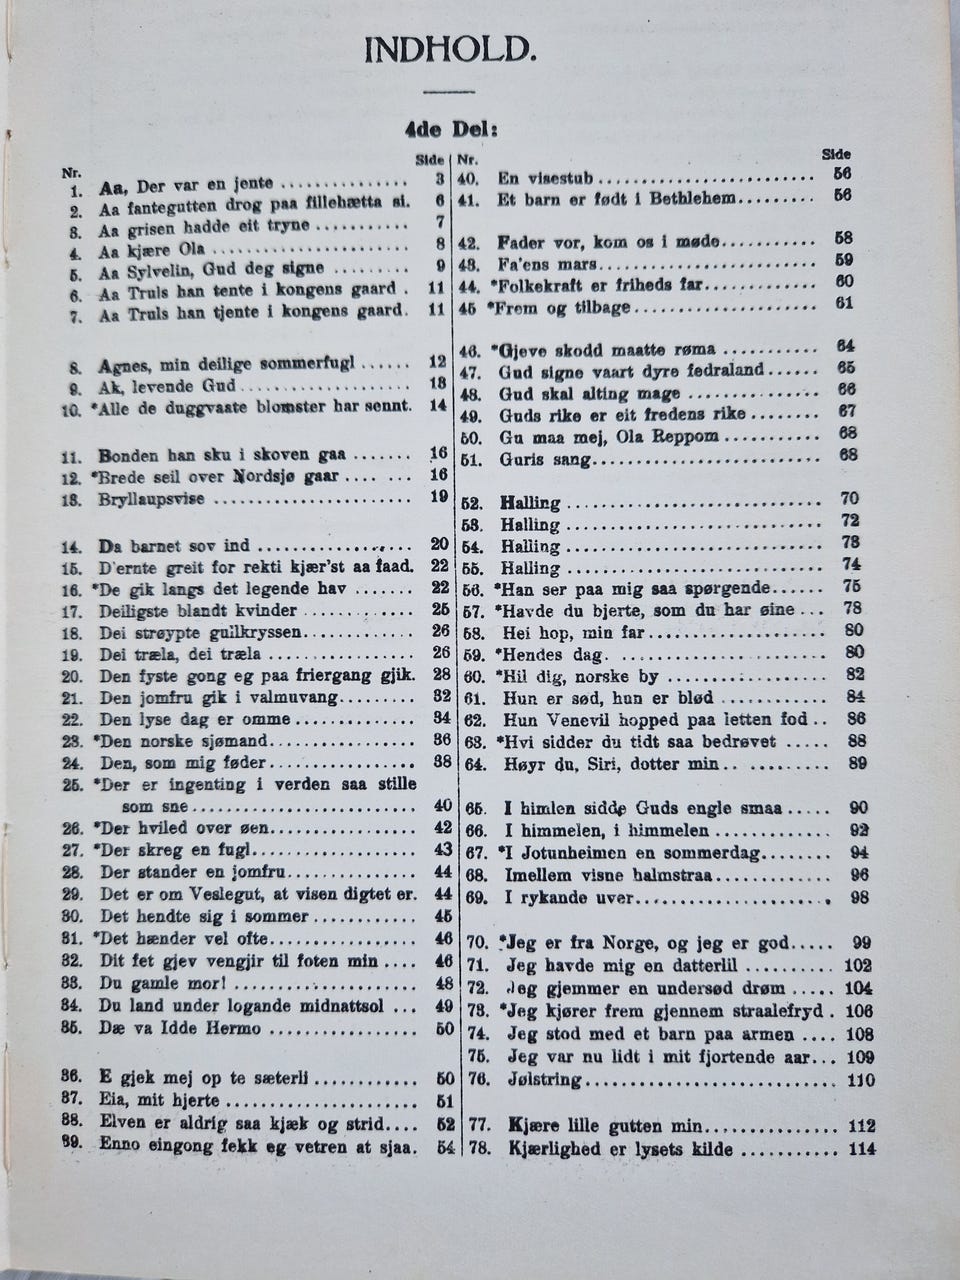 INDHOLD.
4de Del:
Nr. Side
1. Aa, Der var en jente .............. 3
2. Aa fantegutten drog paa fillehætta si. 6
3. Aa grisen hadde eit tryne .......... 7
4. Aa kjære Ola ..................... 8
5. Aa Sylvelin, Gud deg signe ......... 9
6. Aa Truls han tente i kongens gaard . 11
7. Aa Truls han tjente i kongens gaard. 11
8. Agnes, min deilige sommerfugl ...... 12
9. Ak, levende Gud .................. 13
10. *Alle de duggvaate blomster har sennt. 14
11. Bonden han sku i skoven gaa ....... 16
12. *Brede seil over Nordsjø gaar .... ... 16
13. Bryllaupsvise ..................... 19
14. Da barnet sov ind ................ 20
15. D'ernte greit for rekti kjær'st aa faad. 22
16. *De gik langs det legende hav ....... 22
17. Deiligste blandt kvinder ........... 25
18. Dei strøypte guilkryssen............ 26
19. Dei træla, dei træla ............... 26
20. Den fyste gong eg paa friergang gjik. 28
21. Den jomfru gik i valmuvang......... 32
22. Den lyse dag er omme ............. 34
23. *Den norske sjømand................ 36
24. Den, som mig føder................ 38
25. *Der er ingenting i verden saa stille
som sne ........................ 40
26. *Der hviled over øen................ 42
27. *Der skreg en fugl.................. 43
28. Der stander en jomfru.............. 44
29. Det er om Veslegut, at visen digtet er. 44
30. Det hendte sig i sommer ........... 45
31. *Det hænder vel ofte................ 46
32. Dit fet gjev vengjir til foten min .... 46
33. Du gamle mor! ................... 48
34. Du land under logande midnattsol ... 49
35. Dæ va Idde Hermo ................ 50
36. E gjek mej op te sæterli ............ 50
37. Eia, mit hjerte .................... 51
38. Elven er aldrig saa kjæk og strid.... 52
39. Enno eingong fekk eg vetren at sjaa. 54
Nr. Side
40. En visestub ........................ 56
41. Et barn er født i Bethlehem......... 56
42. Fader vor, kom os i møde........... 58
43. Fa'ens mars........................ 59
44. *Folkekraft er friheds far............. 60
45 *Frem og tilbage..................... 61
46. *Gjeve skodd maatte røma ........... 64
47. Gud signe vaart dyre fedraland...... 65
48. Gud skal alting mage .............. 66
49. Guds rike er eit fredens rike ........ 67
50. Gu maa mej, Ola Reppom ........... 68
51. Guris sang......................... 68
52. Halling ........................... 70
53. Halling ........................... 72
54. Halling ........................... 73
55. Halling ........................... 74
56. *Han ser paa mig saa spørgende...... 75
57. *Havde du hjerte, som du har øine ... 78
58. Hei hop, min far................... 80
59. *Hendes dag. ..................... 80
60. *Hil dig, norske by ................. 82
61. Hun er sød, hun er blød ............ 84
62. Hun Venevil hopped paa letten fod .. 86
63. *Hvi sidder du tidt saa bedrøvet ..... 88
64. Høyr du, Siri, dotter min.. ......... 89
65. I himlen sidde Guds engle smaa ..... 90
66. I himmelen, i himmelen ............. 92
67. *I Jotunheimen en sommerdag........ 94
68. Imellem visne halmstraa............. 96
69. I rykande uver..................... 98
70. *Jeg er fra Norge, og jeg er god..... 99
71. Jeg havde mig en datterlil .......... 102
72. Jeg gjemmer en undersød drøm ..... 104
73. *Jeg kjører frem gjennem straalefryd . 106
74. Jeg stod med et barn paa armen .... 108
75. Jeg var nu lidt i mit fjortende aar... 109
76. Jølstring........................... 110
77. Kjære lille gutten min.............. 112
78. Kjærlighed er lysets kilde ........... 114